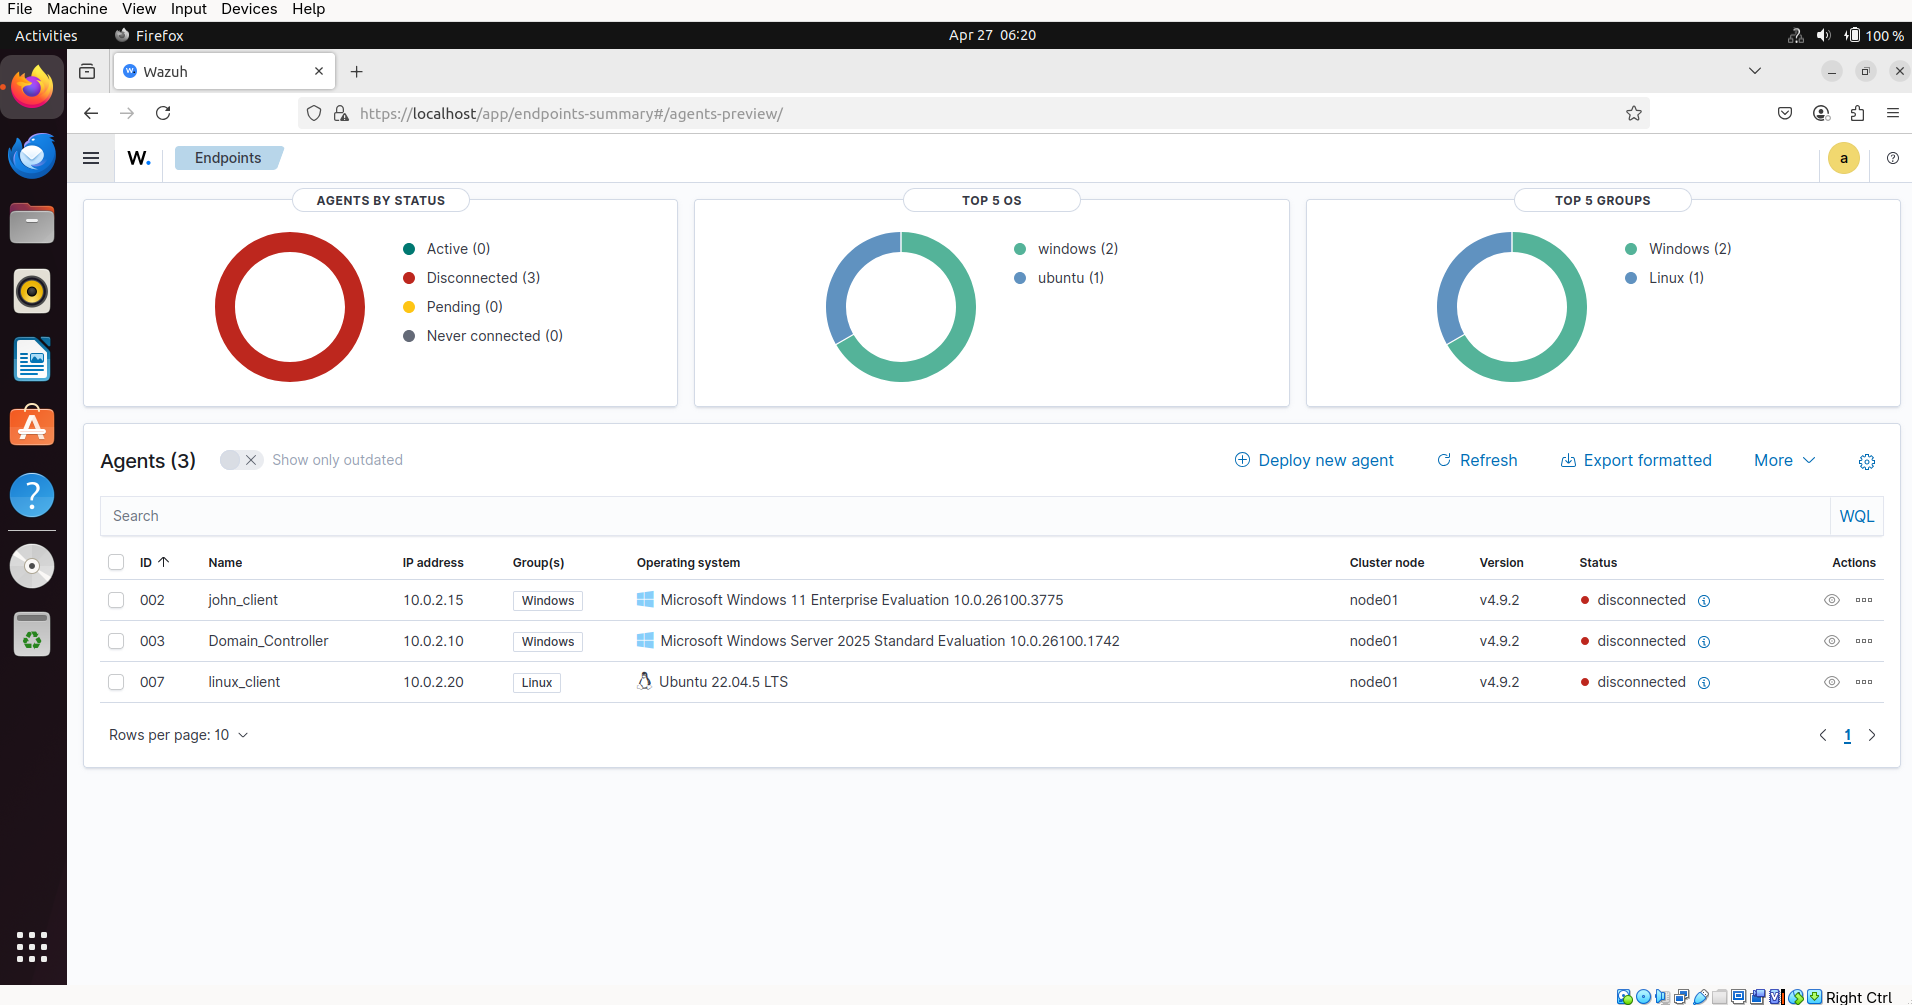 File Machine View Input Devices Help
Activities Firefox Apr 27 06:20 100 %
Wazuh
https://localhost/app/endpoints-summary#/agents-preview/
W. Endpoints a
AGENTS BY STATUS
Active (0)
Disconnected (3)
Pending (0)
Never connected (0)
TOP 5 OS
windows (2)
ubuntu (1)
TOP 5 GROUPS
Windows (2)
Linux (1)
Agents (3) Show only outdated Deploy new agent Refresh Export formatted More
Search WQL
ID Name IP address Group(s) Operating system Cluster node Version Status Actions
002 john_client 10.0.2.15 Windows Microsoft Windows 11 Enterprise Evaluation 10.0.26100.3775 node01 v4.9.2 disconnected
003 Domain_Controller 10.0.2.10 Windows Microsoft Windows Server 2025 Standard Evaluation 10.0.26100.1742 node01 v4.9.2 disconnected
007 linux_client 10.0.2.20 Linux Ubuntu 22.04.5 LTS node01 v4.9.2 disconnected
Rows per page: 10 1
Right Ctrl